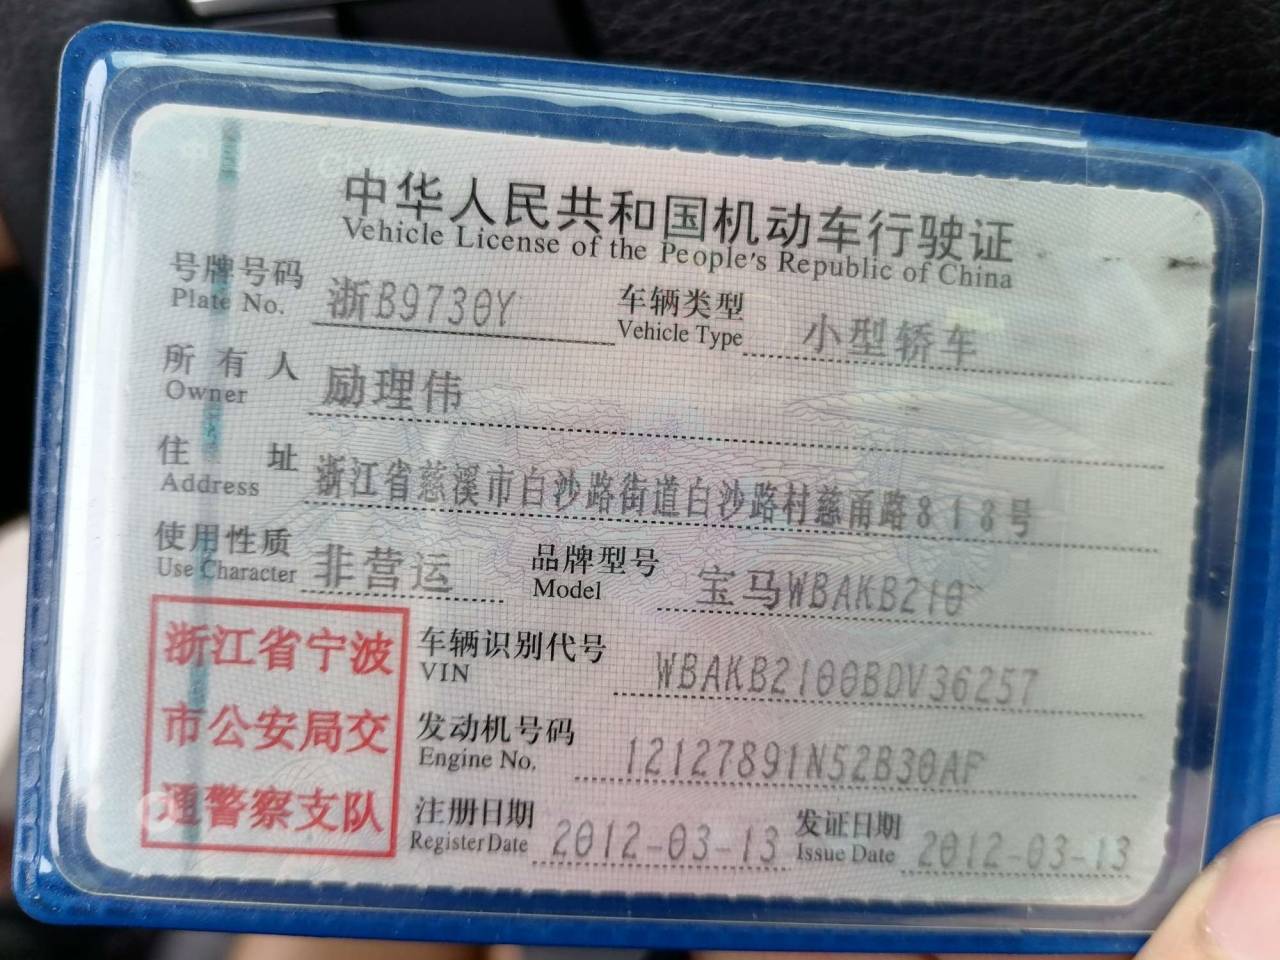 中华人民共和国机动车行驶证
Vehicle License of the People's Republic of China
号牌号码 浙B9730Y 车辆类型 小型轿车
Plate No. Vehicle Type
所有人 励理伟
Owner
住址 浙江省慈溪市白沙路街道白沙路村慈甬路818号
Address
使用性质 非营运 品牌型号 宝马WBAKB210
Use Character Model
浙江省宁波
市公安局交
通警察支队
车辆识别代号 WBAKB2100BDV36257
VIN
发动机号码 12127891N52B30AF
Engine No.
注册日期 2012-03-13 发证日期 2012-03-13
Register Date Issue Date